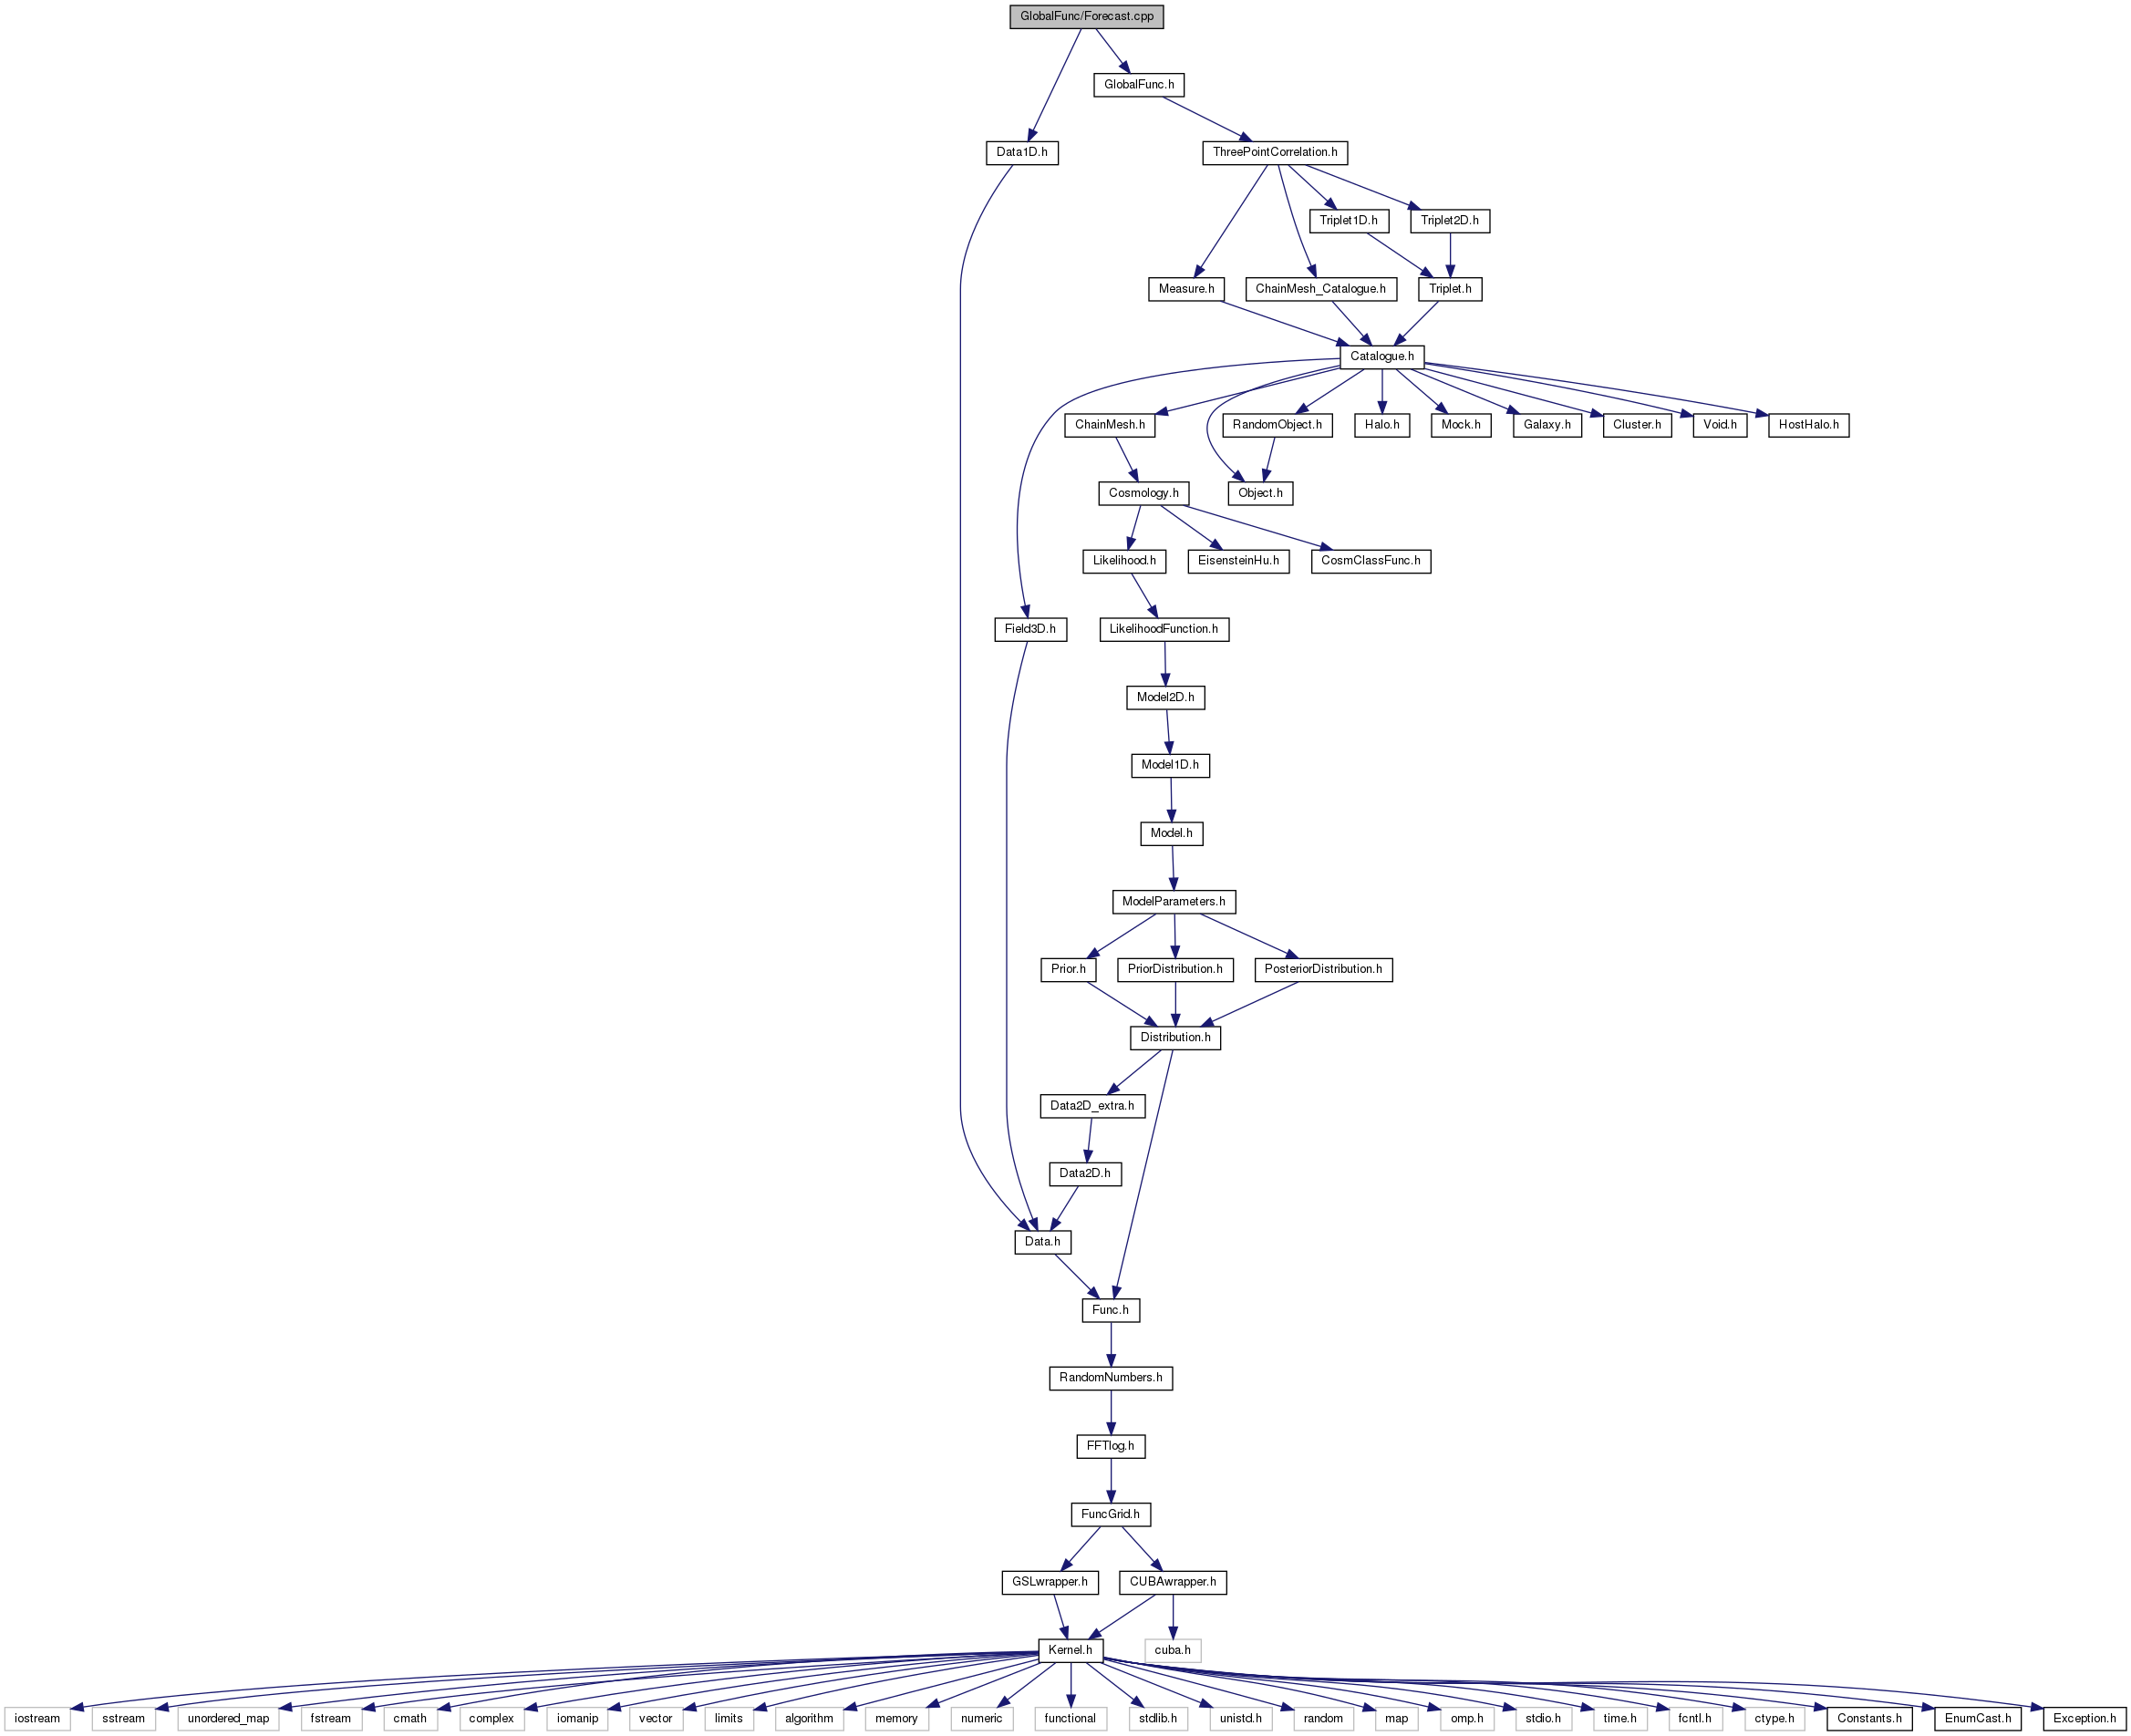 GlobalFunc/Forecast.cpp
GlobalFunc.h
Data1D.h
ThreePointCorrelation.h
Triplet1D.h
Triplet2D.h
Measure.h
ChainMesh_Catalogue.h
Triplet.h
Catalogue.h
ChainMesh.h
RandomObject.h
Halo.h
Mock.h
Galaxy.h
Cluster.h
Void.h
HostHalo.h
Cosmology.h
Object.h
Likelihood.h
EisensteinHu.h
CosmClassFunc.h
Field3D.h
LikelihoodFunction.h
Model2D.h
Model1D.h
Model.h
ModelParameters.h
Prior.h
PriorDistribution.h
PosteriorDistribution.h
Distribution.h
Data2D_extra.h
Data2D.h
Data.h
Func.h
RandomNumbers.h
FFTlog.h
FuncGrid.h
GSLwrapper.h
CUBAwrapper.h
Kernel.h
cuba.h
iostream
sstream
unordered_map
fstream
cmath
complex
iomanip
vector
limits
algorithm
memory
numeric
functional
stdlib.h
unistd.h
random
map
omp.h
stdio.h
time.h
fcntl.h
ctype.h
Constants.h
EnumCast.h
Exception.h